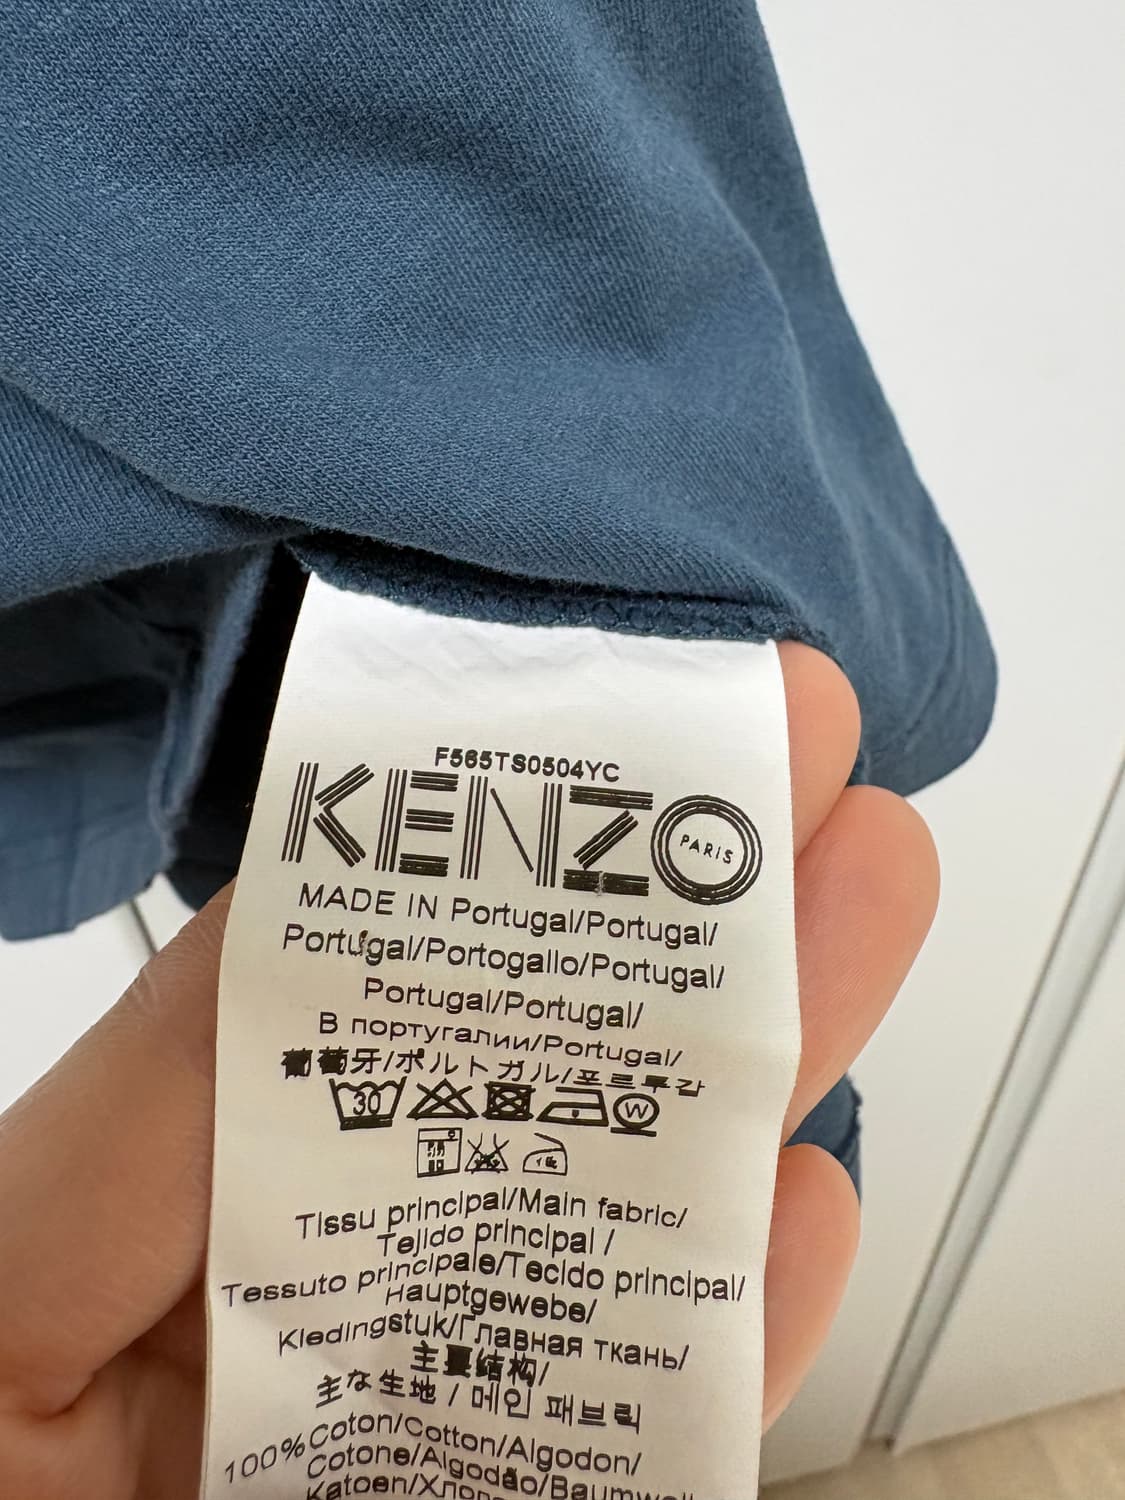 F565TS0504YC
KENZO
PARIS
MADE IN Portugal/Portugal/
Portugal/Portogallo/Portugal/
Portugal/Portugal/
В португалии/Portugal/
葡萄牙/ポルトガル/포르투갈
30
W
Tissu principal/Main fabric/
Tejido principal /
Tessuto principale/Tecido principal/
Hauptgewebe/
Kledingstuk/Главная ткань/
主要结构/
主な生地 / 메인 패브릭
100% Coton/Cotton/Algodon/
Cotone/Algodão/Baumwoll
Katoen/Хлопо